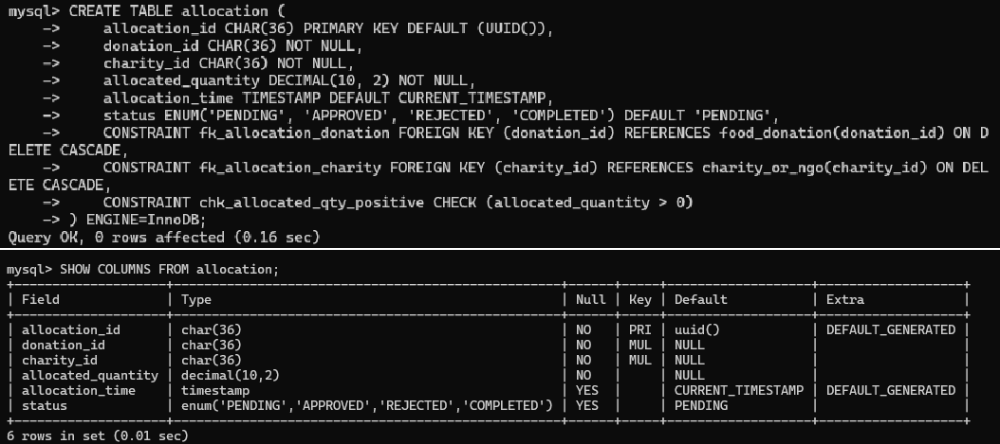 mysql> CREATE TABLE allocation (
    ->     allocation_id CHAR(36) PRIMARY KEY DEFAULT (UUID()),
    ->     donation_id CHAR(36) NOT NULL,
    ->     charity_id CHAR(36) NOT NULL,
    ->     allocated_quantity DECIMAL(10, 2) NOT NULL,
    ->     allocation_time TIMESTAMP DEFAULT CURRENT_TIMESTAMP,
    ->     status ENUM('PENDING', 'APPROVED', 'REJECTED', 'COMPLETED') DEFAULT 'PENDING',
    ->     CONSTRAINT fk_allocation_donation FOREIGN KEY (donation_id) REFERENCES food_donation(donation_id) ON D
ELETE CASCADE,
    ->     CONSTRAINT fk_allocation_charity FOREIGN KEY (charity_id) REFERENCES charity_or_ngo(charity_id) ON DEL
ETE CASCADE,
    ->     CONSTRAINT chk_allocated_qty_positive CHECK (allocated_quantity > 0)
    -> ) ENGINE=InnoDB;
Query OK, 0 rows affected (0.16 sec)
mysql> SHOW COLUMNS FROM allocation;
+--------------------+-------------------------------------------------+------+-----+-------------------+-------------------+
| Field              | Type                                            | Null | Key | Default           | Extra             |
+--------------------+-------------------------------------------------+------+-----+-------------------+-------------------+
| allocation_id      | char(36)                                        | NO   | PRI | uuid()            | DEFAULT_GENERATED |
| donation_id        | char(36)                                        | NO   | MUL | NULL              |                   |
| charity_id         | char(36)                                        | NO   | MUL | NULL              |                   |
| allocated_quantity | decimal(10,2)                                   | NO   |     | NULL              |                   |
| allocation_time    | timestamp                                       | YES  |     | CURRENT_TIMESTAMP | DEFAULT_GENERATED |
| status             | enum('PENDING','APPROVED','REJECTED','COMPLETED') | YES  |     | PENDING           |                   |
+--------------------+-------------------------------------------------+------+-----+-------------------+-------------------+
6 rows in set (0.01 sec)